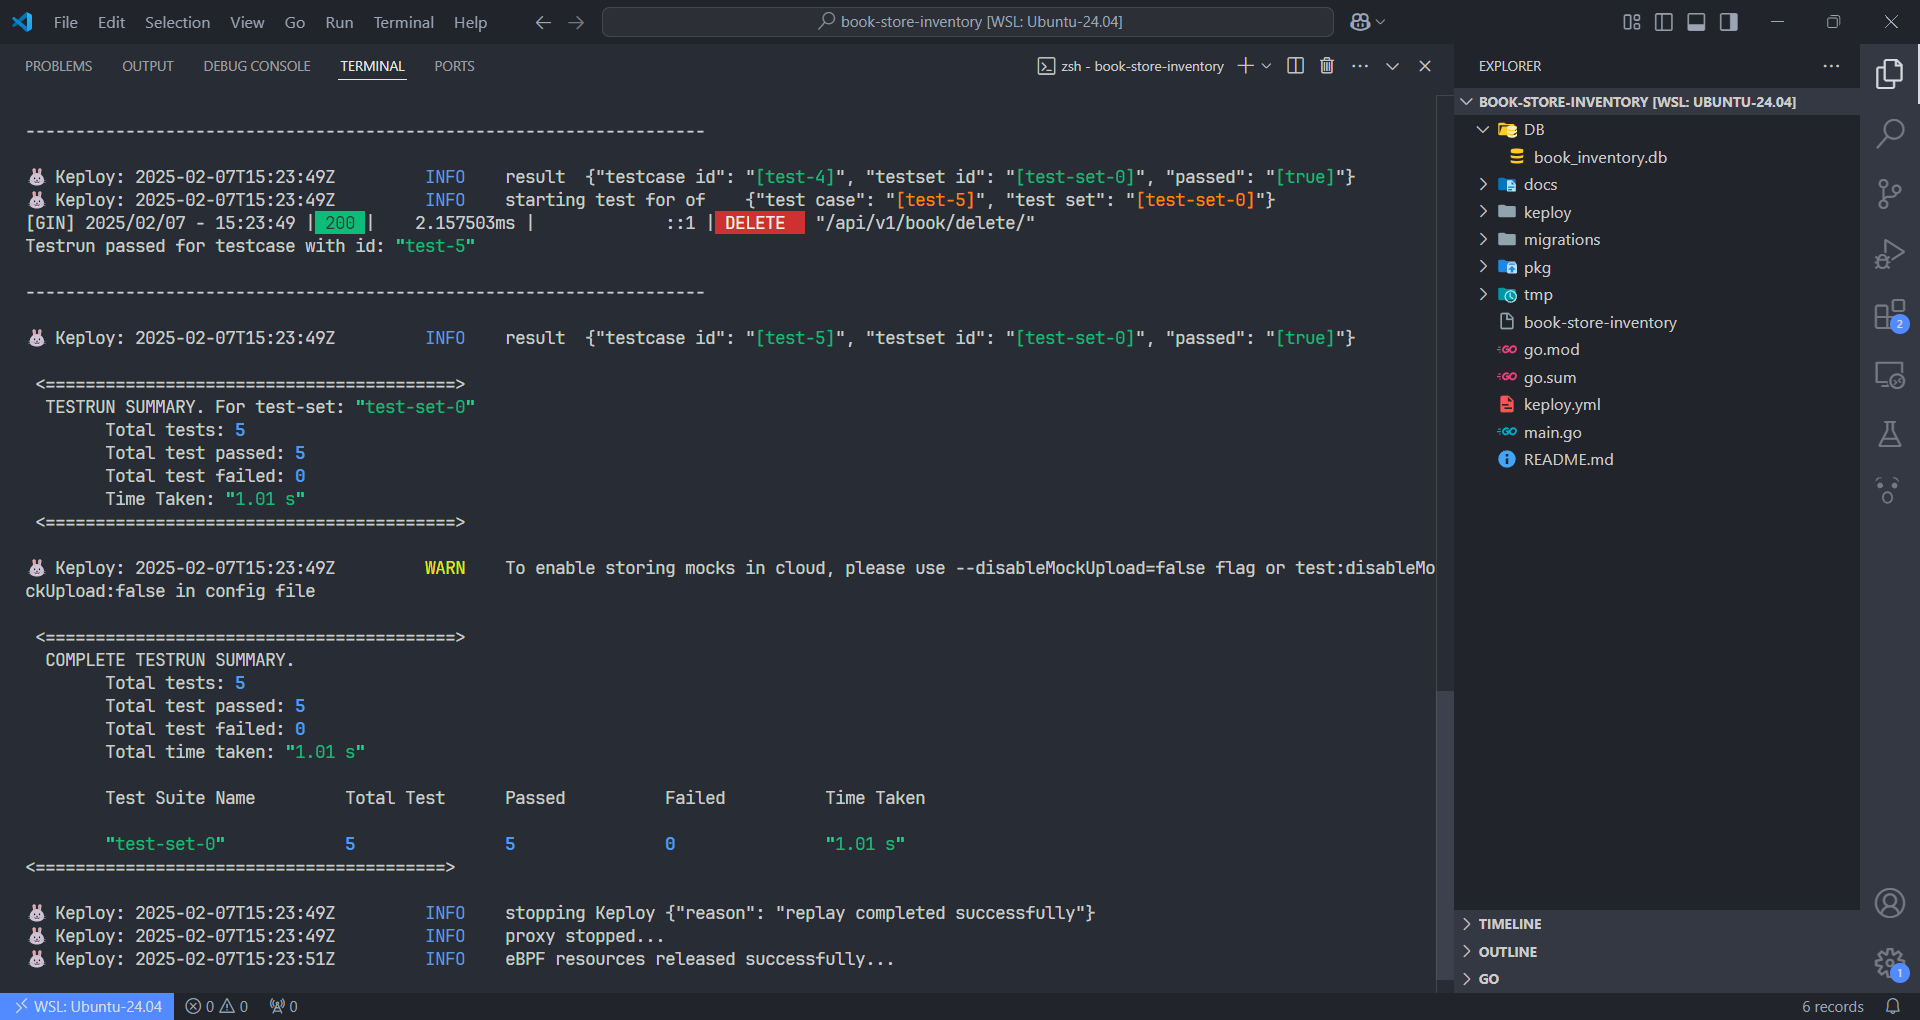 File Edit Selection View Go Run Terminal Help
book-store-inventory [WSL: Ubuntu-24.04]
PROBLEMS OUTPUT DEBUG CONSOLE TERMINAL PORTS
zsh - book-store-inventory
--------------------------------------------------------------------
Keploy: 2025-02-07T15:23:49Z INFO result {"testcase id": "[test-4]", "testset id": "[test-set-0]", "passed": "[true]"}
Keploy: 2025-02-07T15:23:49Z INFO starting test for of {"test case": "[test-5]", "test set": "[test-set-0]"}
[GIN] 2025/02/07 - 15:23:49 | 200 | 2.157503ms | ::1 | DELETE "/api/v1/book/delete/"
Testrun passed for testcase with id: "test-5"
--------------------------------------------------------------------
Keploy: 2025-02-07T15:23:49Z INFO result {"testcase id": "[test-5]", "testset id": "[test-set-0]", "passed": "[true]"}
<=========================================>
TESTRUN SUMMARY. For test-set: "test-set-0"
Total tests: 5
Total test passed: 5
Total test failed: 0
Time Taken: "1.01 s"
<=========================================>
Keploy: 2025-02-07T15:23:49Z WARN To enable storing mocks in cloud, please use --disableMockUpload=false flag or test:disableMo
ckUpload:false in config file
<=========================================>
COMPLETE TESTRUN SUMMARY.
Total tests: 5
Total test passed: 5
Total test failed: 0
Total time taken: "1.01 s"
Test Suite Name Total Test Passed Failed Time Taken
"test-set-0" 5 5 0 "1.01 s"
<=========================================>
Keploy: 2025-02-07T15:23:49Z INFO stopping Keploy {"reason": "replay completed successfully"}
Keploy: 2025-02-07T15:23:49Z INFO proxy stopped...
Keploy: 2025-02-07T15:23:51Z INFO eBPF resources released successfully...
EXPLORER
BOOK-STORE-INVENTORY [WSL: UBUNTU-24.04]
DB
book_inventory.db
docs
keploy
migrations
pkg
tmp
book-store-inventory
go.mod
go.sum
keploy.yml
main.go
README.md
TIMELINE
OUTLINE
GO
2
1
WSL: Ubuntu-24.04 0 0 0
6 records